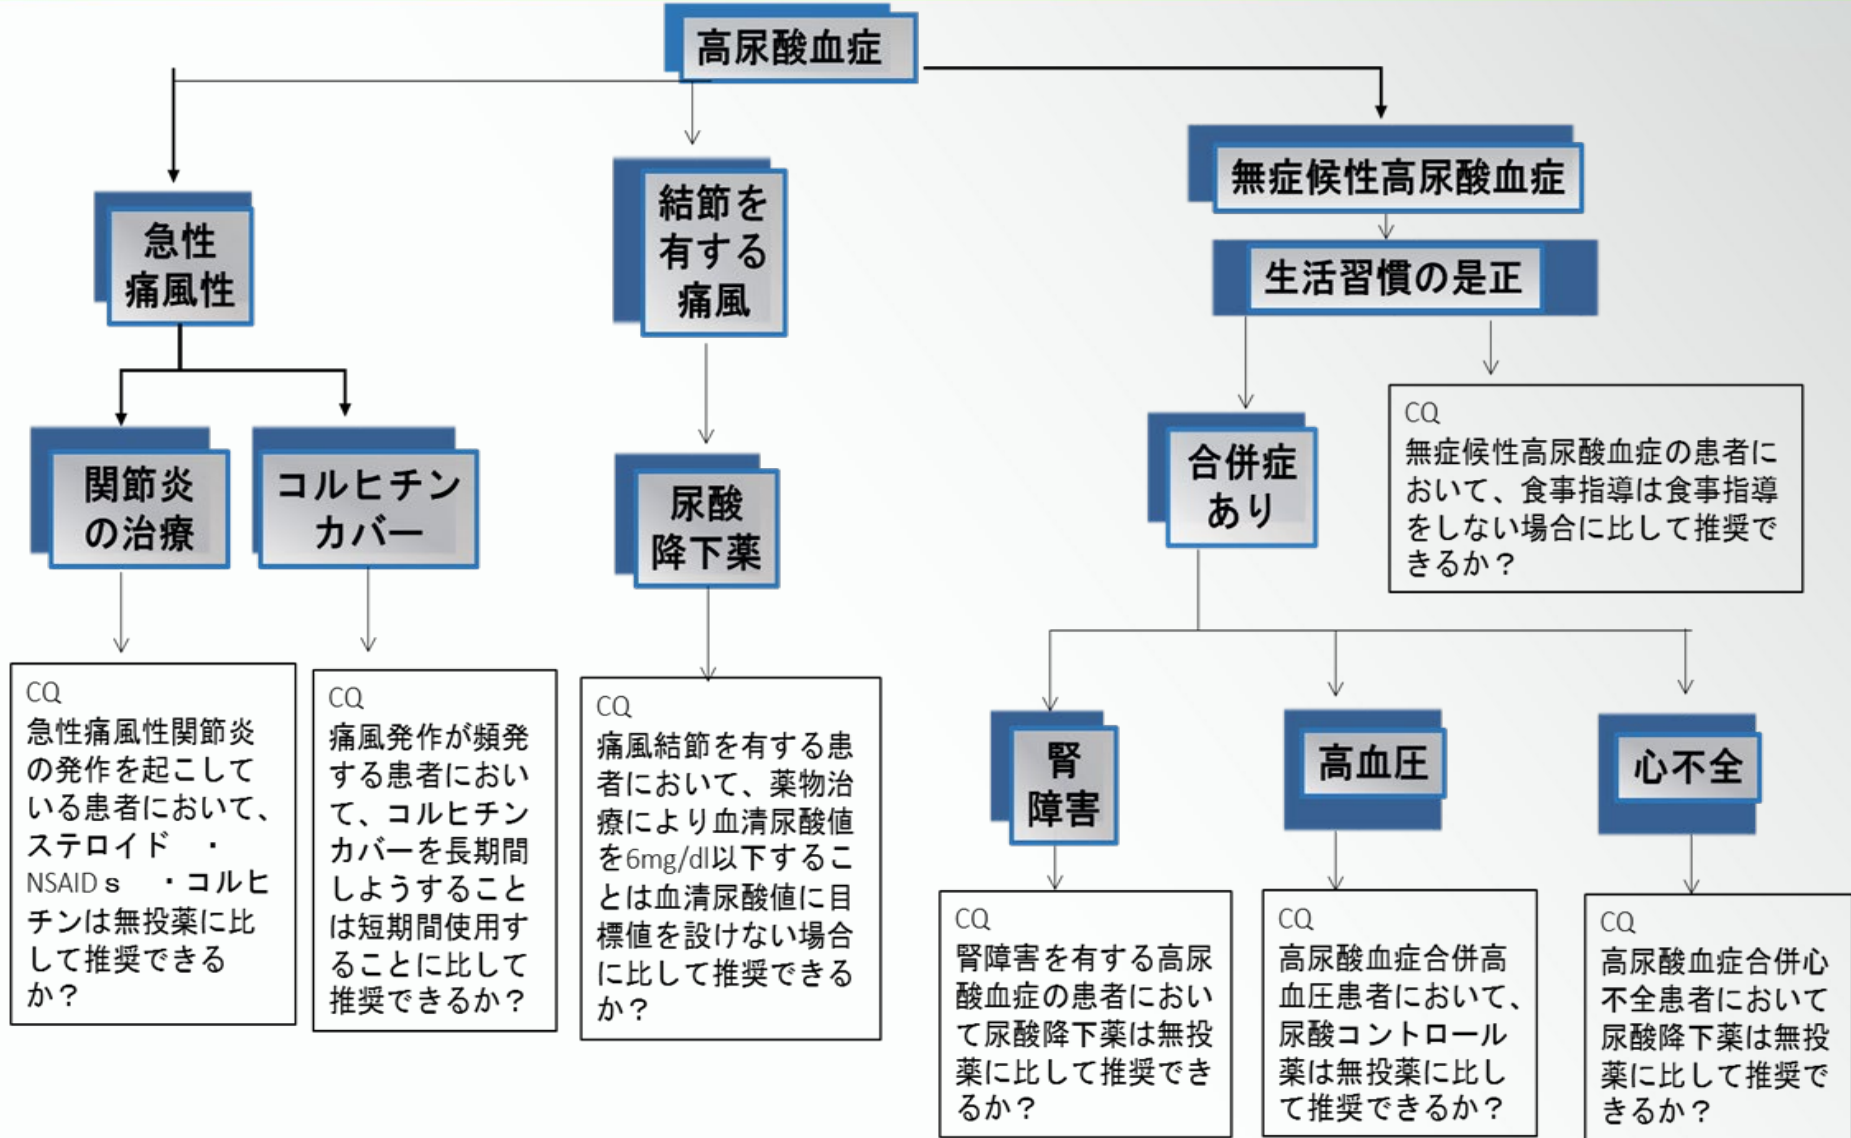 高尿酸血症
急性
痛風性
結節を
有する
痛風
無症候性高尿酸血症
生活習慣の是正
関節炎
の治療
コルヒチン
カバー
尿酸
降下薬
合併症
あり
CQ
無症候性高尿酸血症の患者に
おいて、食事指導は食事指導
をしない場合に比して推奨で
きるか？
CQ
急性痛風性関節炎
の発作を起こして
いる患者において、
ステロイド　・
NSAIDｓ　・コルヒ
チンは無投薬に比
して推奨できる
か？
CQ
痛風発作が頻発
する患者におい
て、コルヒチン
カバーを長期間
しようすること
は短期間使用す
ることに比して
推奨できるか？
CQ
痛風結節を有する患
者において、薬物治
療により血清尿酸値
を6mg/dl以下するこ
とは血清尿酸値に目
標値を設けない場合
に比して推奨できる
か？
腎
障害
高血圧
心不全
CQ
腎障害を有する高尿
酸血症の患者におい
て尿酸降下薬は無投
薬に比して推奨でき
るか？
CQ
高尿酸血症合併高
血圧患者において、
尿酸コントロール
薬は無投薬に比し
て推奨できるか？
CQ
高尿酸血症合併心
不全患者において
尿酸降下薬は無投
薬に比して推奨で
きるか？